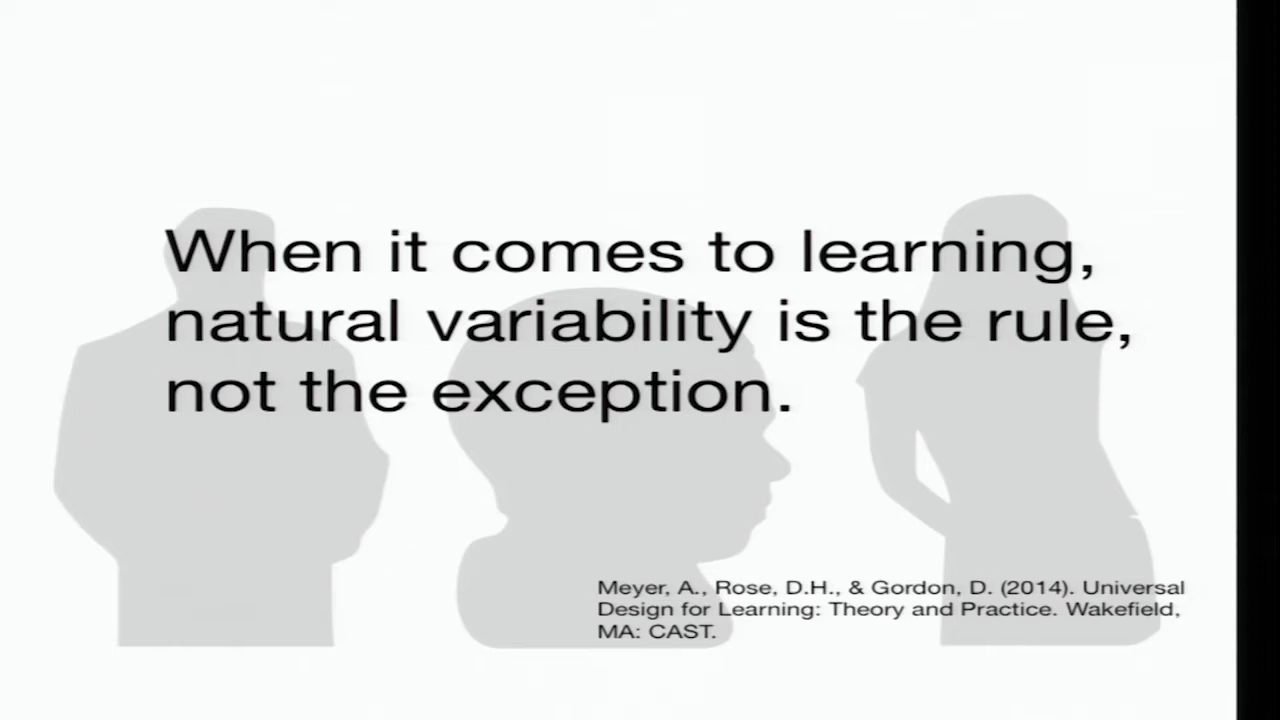 When it comes to learning,
natural variability is the rule,
not the exception.
Meyer, A., Rose, D.H., & Gordon, D. (2014). Universal
Design for Learning: Theory and Practice. Wakefield,
MA: CAST.